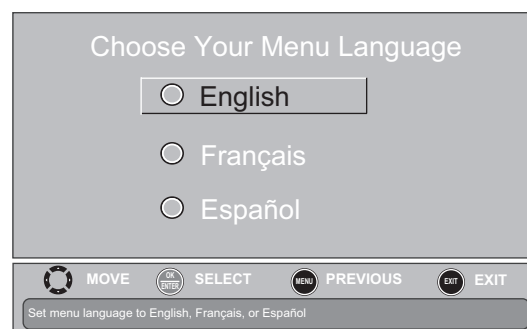 Choose Your Menu Language
English
Français
Español
MOVE OK ENTER SELECT MENU PREVIOUS EXIT EXIT
Set menu language to English, Français, or Español